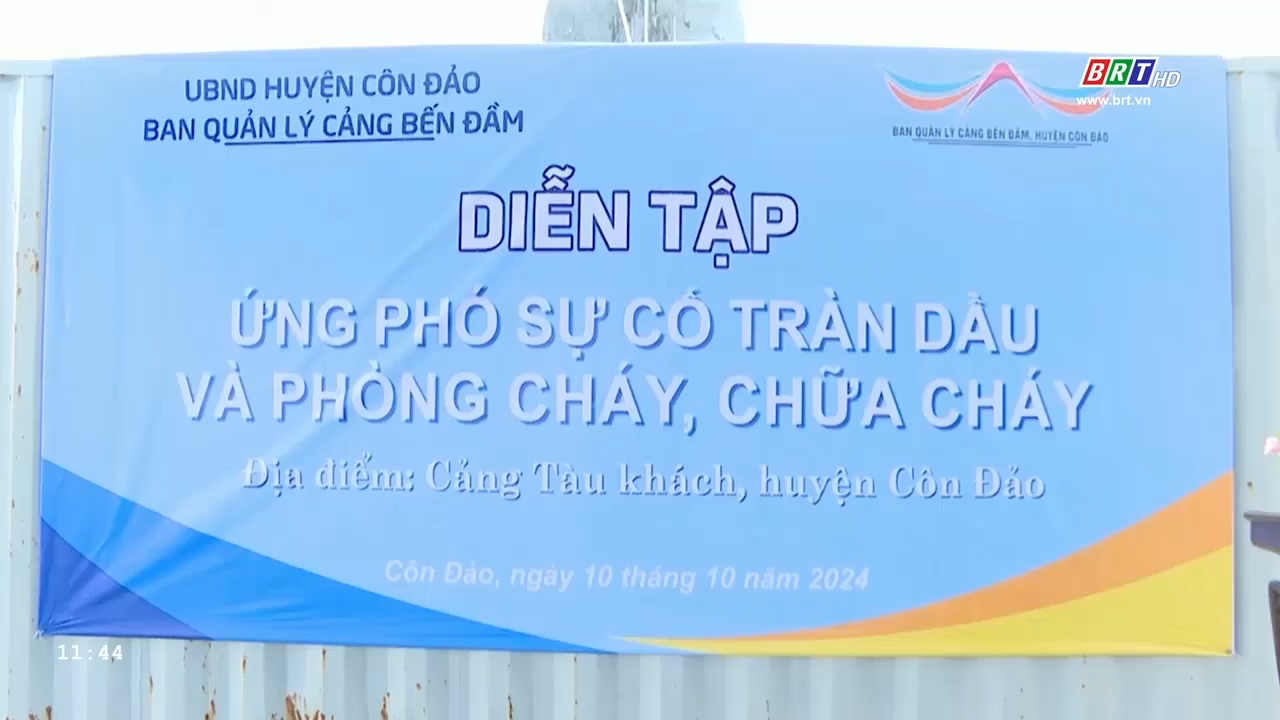 UBND HUYỆN CÔN ĐẢO
BAN QUẢN LÝ CẢNG BẾN ĐẦM
BRT HD
www.brt.vn
BAN QUẢN LÝ CẢNG BẾN ĐẦM, HUYỆN CÔN ĐẢO
DIỄN TẬP
ỨNG PHÓ SỰ CỐ TRÀN DẦU
VÀ PHÒNG CHÁY, CHỮA CHÁY
Địa điểm: Cảng Tàu khách, huyện Côn Đảo
Côn Đảo, ngày 10 tháng 10 năm 2024
11:44